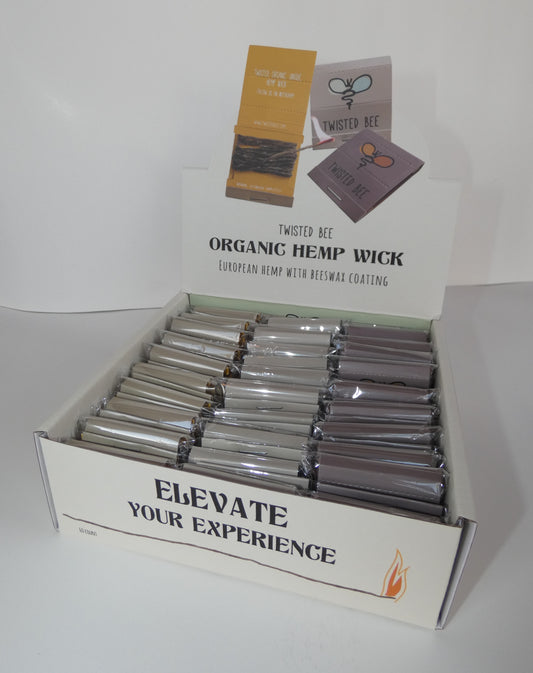 TWISTED BEE
TWISTED BEE
TWISTED BEE
ORGANIC HEMP WICK
EUROPEAN HEMP WITH BEESWAX COATING
ELEVATE
YOUR EXPERIENCE